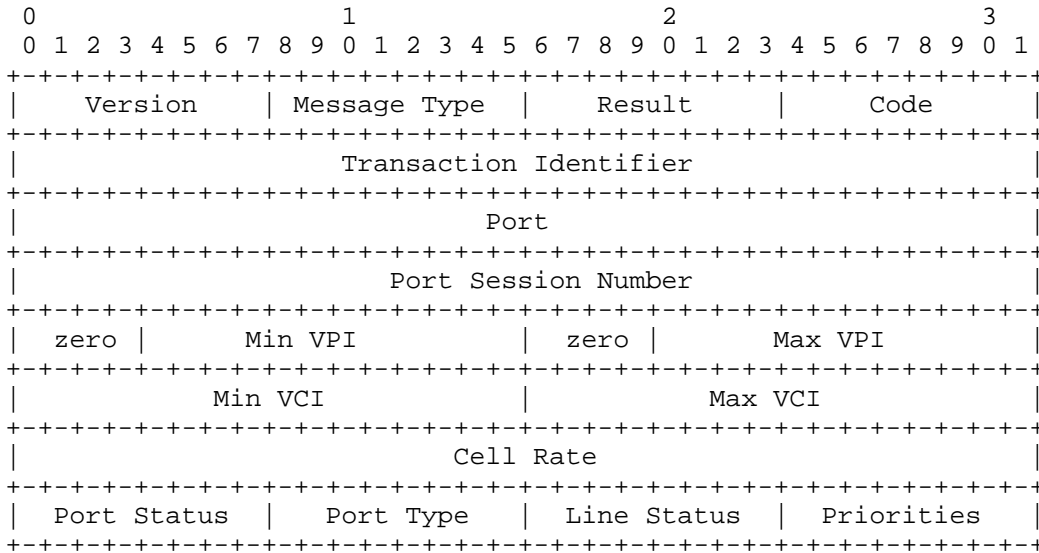 0                   1                   2                   3
 0 1 2 3 4 5 6 7 8 9 0 1 2 3 4 5 6 7 8 9 0 1 2 3 4 5 6 7 8 9 0 1
+-+-+-+-+-+-+-+-+-+-+-+-+-+-+-+-+-+-+-+-+-+-+-+-+-+-+-+-+-+-+-+-+
|    Version    | Message Type  |    Result     |     Code      |
+-+-+-+-+-+-+-+-+-+-+-+-+-+-+-+-+-+-+-+-+-+-+-+-+-+-+-+-+-+-+-+-+
|                    Transaction Identifier                     |
+-+-+-+-+-+-+-+-+-+-+-+-+-+-+-+-+-+-+-+-+-+-+-+-+-+-+-+-+-+-+-+-+
|                             Port                              |
+-+-+-+-+-+-+-+-+-+-+-+-+-+-+-+-+-+-+-+-+-+-+-+-+-+-+-+-+-+-+-+-+
|                       Port Session Number                     |
+-+-+-+-+-+-+-+-+-+-+-+-+-+-+-+-+-+-+-+-+-+-+-+-+-+-+-+-+-+-+-+-+
|  zero |      Min VPI          |  zero |       Max VPI         |
+-+-+-+-+-+-+-+-+-+-+-+-+-+-+-+-+-+-+-+-+-+-+-+-+-+-+-+-+-+-+-+-+
|            Min VCI            |           Max VCI             |
+-+-+-+-+-+-+-+-+-+-+-+-+-+-+-+-+-+-+-+-+-+-+-+-+-+-+-+-+-+-+-+-+
|                           Cell Rate                           |
+-+-+-+-+-+-+-+-+-+-+-+-+-+-+-+-+-+-+-+-+-+-+-+-+-+-+-+-+-+-+-+-+
|  Port Status  |   Port Type   |  Line Status  |  Priorities   |
+-+-+-+-+-+-+-+-+-+-+-+-+-+-+-+-+-+-+-+-+-+-+-+-+-+-+-+-+-+-+-+-+